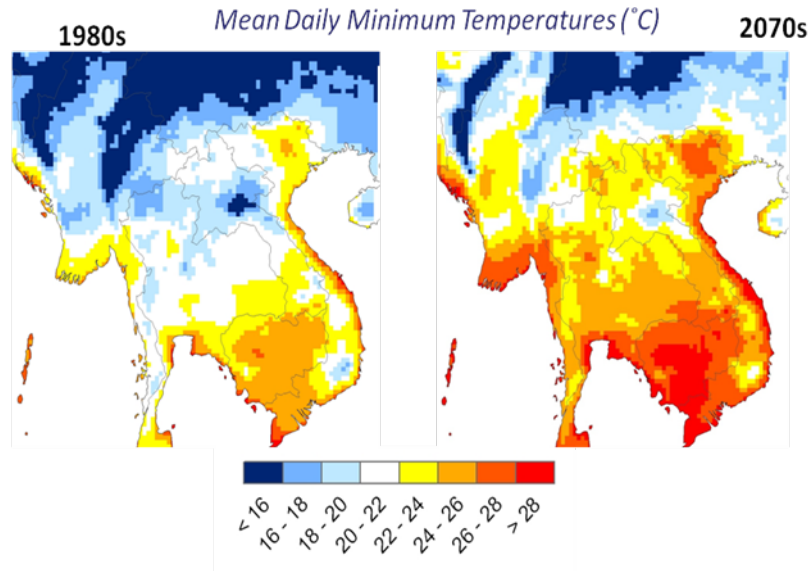 Mean Daily Minimum Temperatures (˚C)
1980s
2070s
< 16
16 - 18
18 - 20
20 - 22
22 - 24
24 - 26
26 - 28
> 28